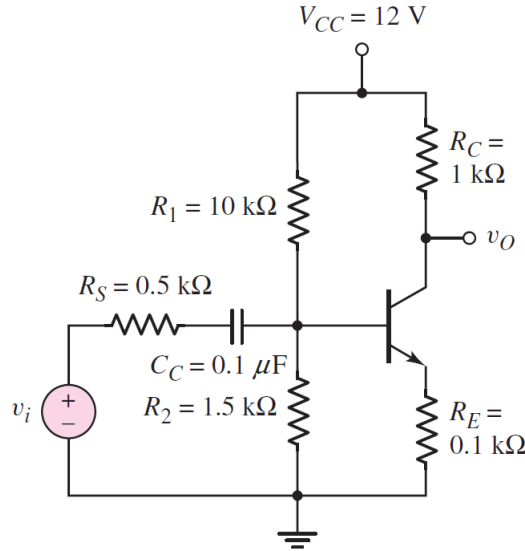 V_CC = 12 V
R_C =
1 kΩ
R_1 = 10 kΩ
v_O
R_S = 0.5 kΩ
C_C = 0.1 μF
v_i
+
−
R_2 = 1.5 kΩ
R_E =
0.1 kΩ